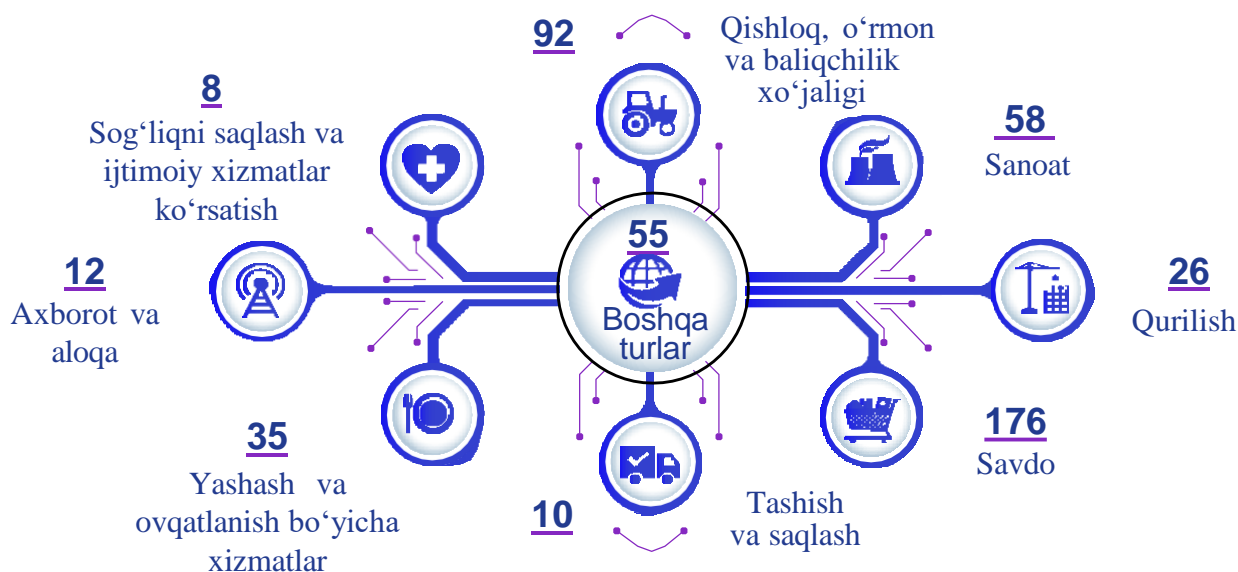 92
Qishloq, o‘rmon
va baliqchilik
xo‘jaligi
8
Sog‘liqni saqlash va
ijtimoiy xizmatlar
ko‘rsatish
58
Sanoat
55
Boshqa
turlar
12
Axborot va
aloqa
26
Qurilish
35
Yashash va
ovqatlanish bo‘yicha
xizmatlar
176
Savdo
10
Tashish
va saqlash